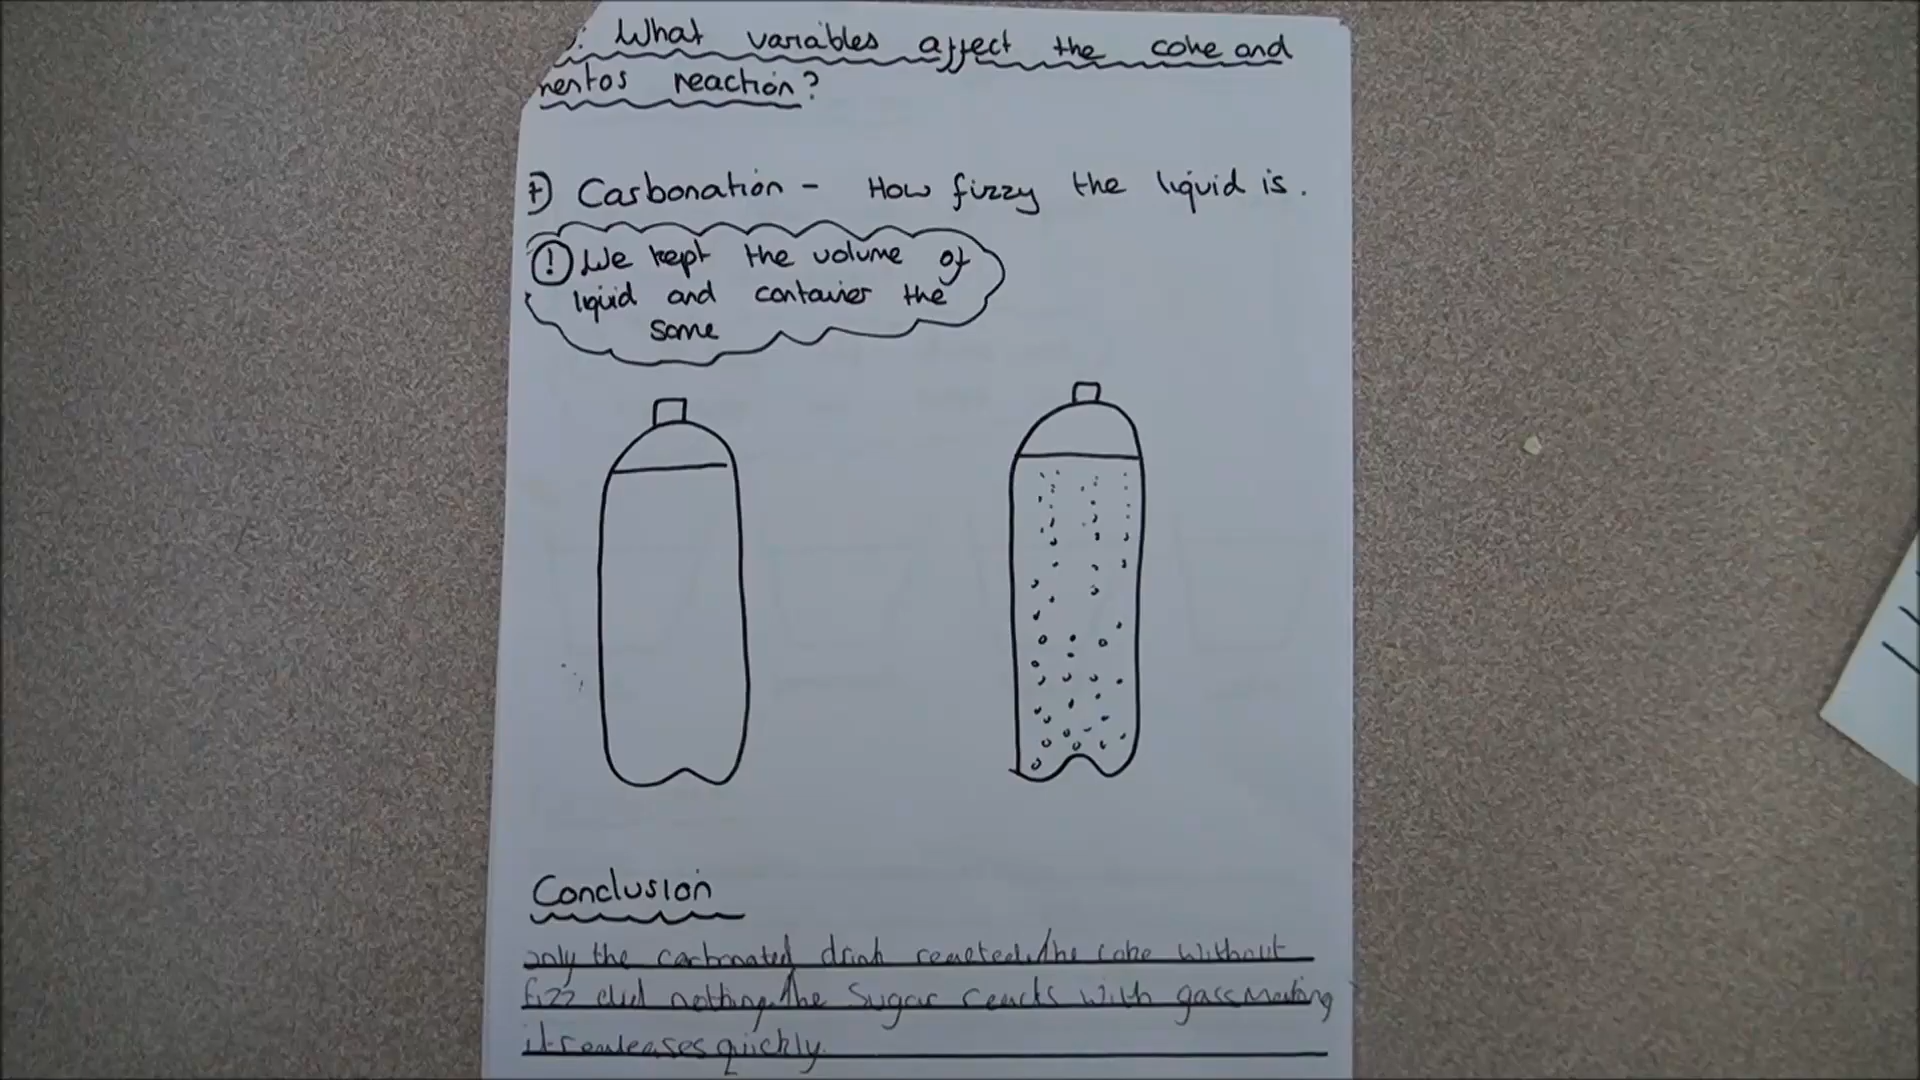 : What variables affect the coke and
mentos reaction?
7) Carbonation - How fizzy the liquid is.
! We kept the volume of
liquid and container the
same
Conclusion
only the carbonated drink reacted. The coke without
fizz did nothing. The sugar reacts with gass making
it realeases quickly.